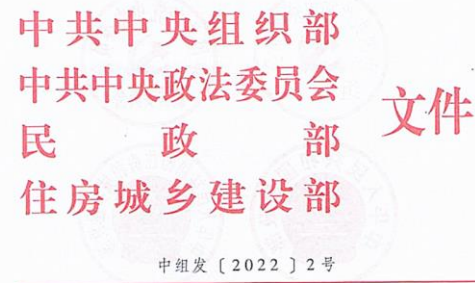 中共中央组织部
中共中央政法委员会
民政部
住房城乡建设部
文件
中组发〔2022〕2号